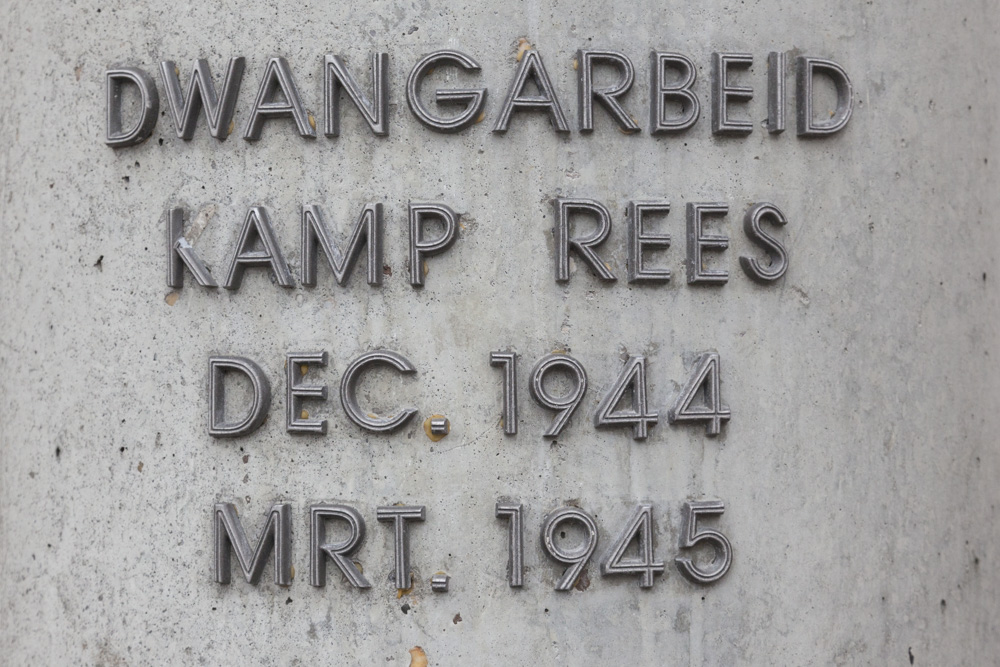 DWANGARBEID
KAMP REES
DEC. 1944
MRT. 1945